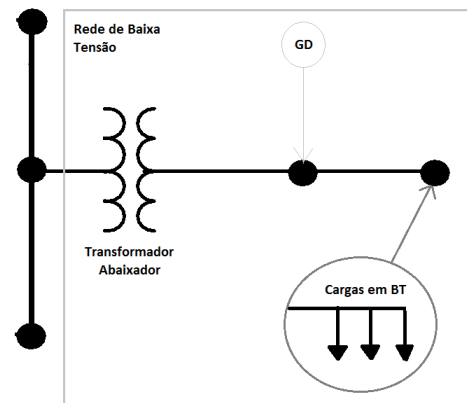 Rede de Baixa
Tensão
GD
Transformador
Abaixador
Cargas em BT